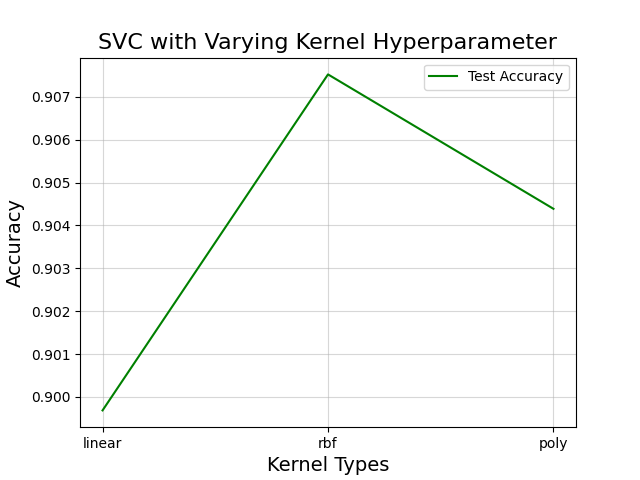 SVC with Varying Kernel Hyperparameter
Test Accuracy
0.907
0.906
0.905
0.904
0.903
0.902
0.901
0.900
Accuracy
linear rbf poly
Kernel Types